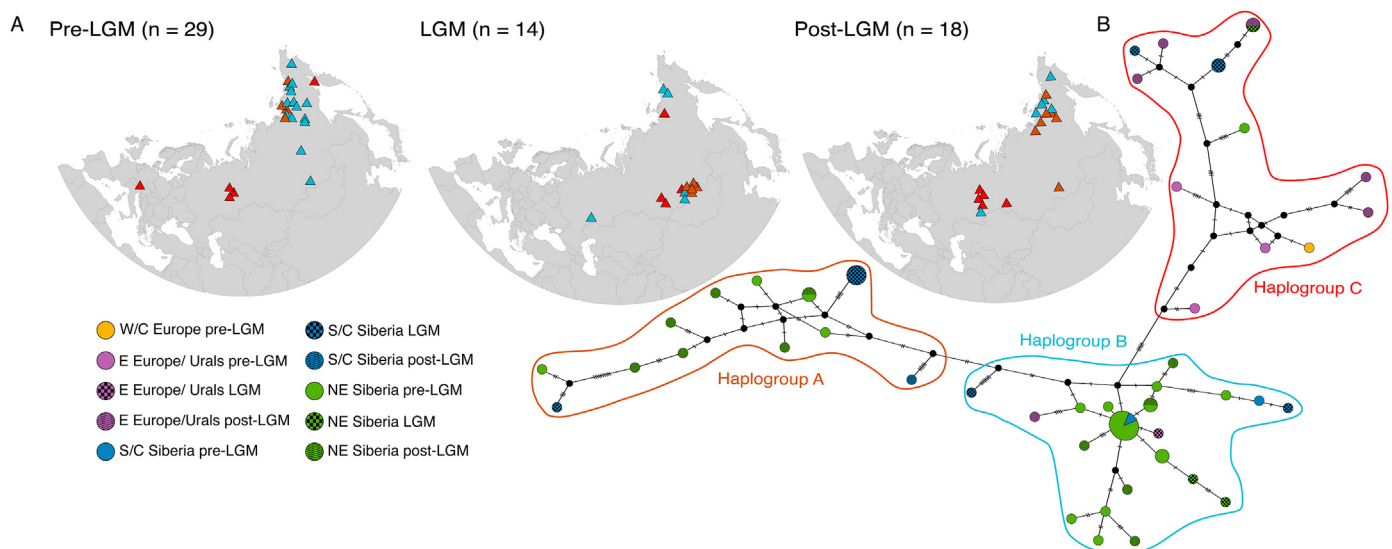 A
Pre-LGM (n = 29)
LGM (n = 14)
Post-LGM (n = 18)
B
Haplogroup C
Haplogroup B
Haplogroup A
W/C Europe pre-LGM
E Europe/ Urals pre-LGM
E Europe/ Urals LGM
E Europe/Urals post-LGM
S/C Siberia pre-LGM
S/C Siberia LGM
S/C Siberia post-LGM
NE Siberia pre-LGM
NE Siberia LGM
NE Siberia post-LGM